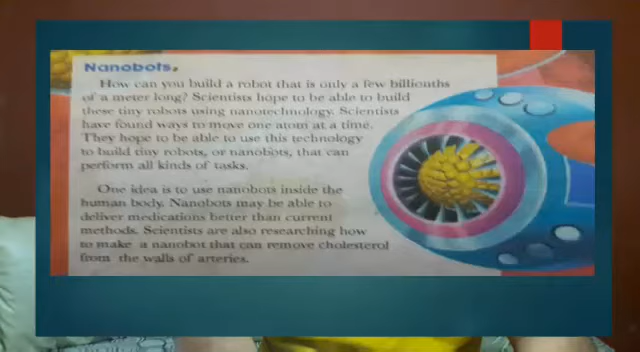 Nanobots.
How can you build a robot that is only a few billionths
of a meter long? Scientists hope to be able to build
these tiny robots using nanotechnology. Scientists
have found ways to move one atom at a time.
They hope to be able to use this technology
to build tiny robots, or nanobots, that can
perform all kinds of tasks.
One idea is to use nanobots inside the
human body. Nanobots may be able to
deliver medications better than current
methods. Scientists are also researching how
to make a nanobot that can remove cholesterol
from the walls of arteries.